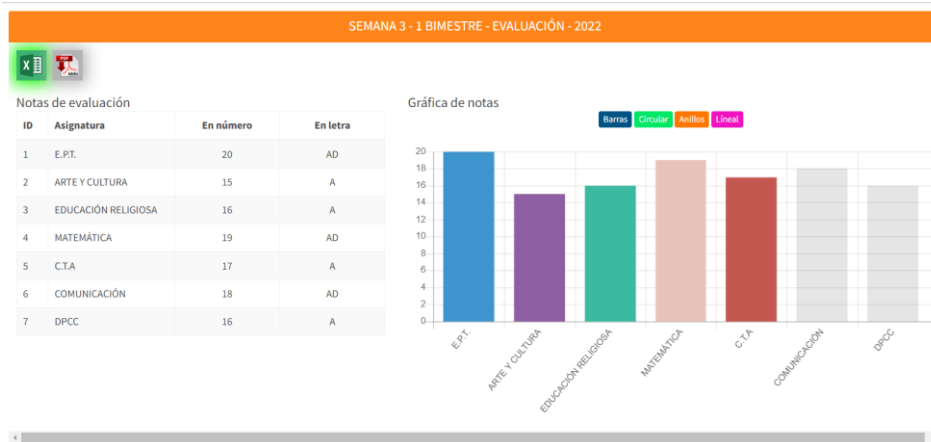 SEMANA 3 - 1 BIMESTRE - EVALUACIÓN - 2022
PDF
Notas de evaluación
ID Asignatura En número En letra
1 E.P.T. 20 AD
2 ARTE Y CULTURA 15 A
3 EDUCACIÓN RELIGIOSA 16 A
4 MATEMÁTICA 19 AD
5 C.T.A 17 A
6 COMUNICACIÓN 18 AD
7 DPCC 16 A
Gráfica de notas
Barras Circular Anillos Líneal
20
18
16
14
12
10
8
6
4
2
0
E.P.T. ARTE Y CULTURA EDUCACIÓN RELIGIOSA MATEMÁTICA C.T.A COMUNICACIÓN DPCC